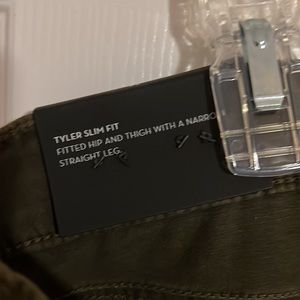 TYLER SLIM FIT
FITTED HIP AND THIGH WITH A NARRO
STRAIGHT LEG.